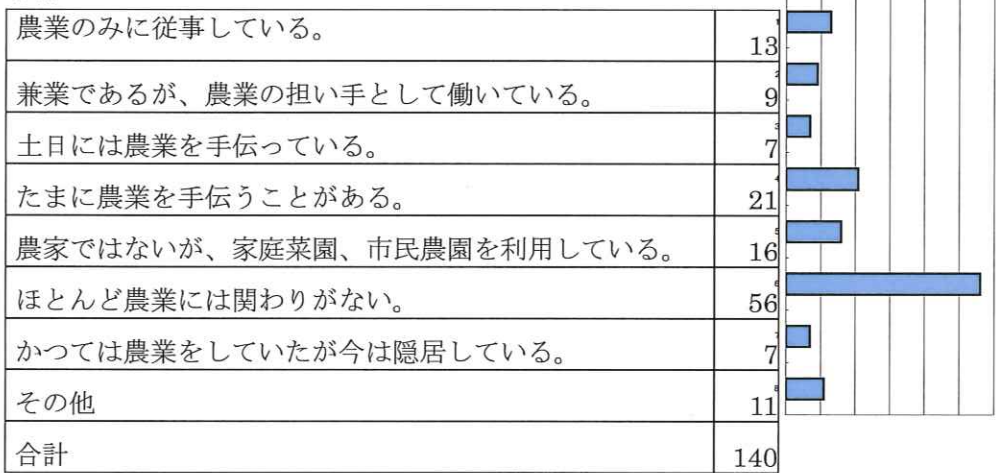 農業のみに従事している。 13
兼業であるが、農業の担い手として働いている。 9
土日には農業を手伝っている。 7
たまに農業を手伝うことがある。 21
農家ではないが、家庭菜園、市民農園を利用している。 16
ほとんど農業には関わりがない。 56
かつては農業をしていたが今は隠居している。 7
その他 11
合計 140